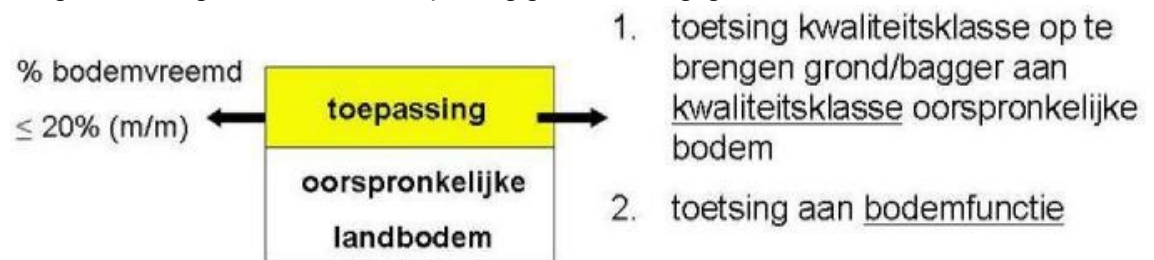 % bodemvreemd
≤ 20% (m/m)
toepassing
oorspronkelijke
landbodem
1. toetsing kwaliteitsklasse op te
brengen grond/bagger aan
kwaliteitsklasse oorspronkelijke
bodem
2. toetsing aan bodemfunctie